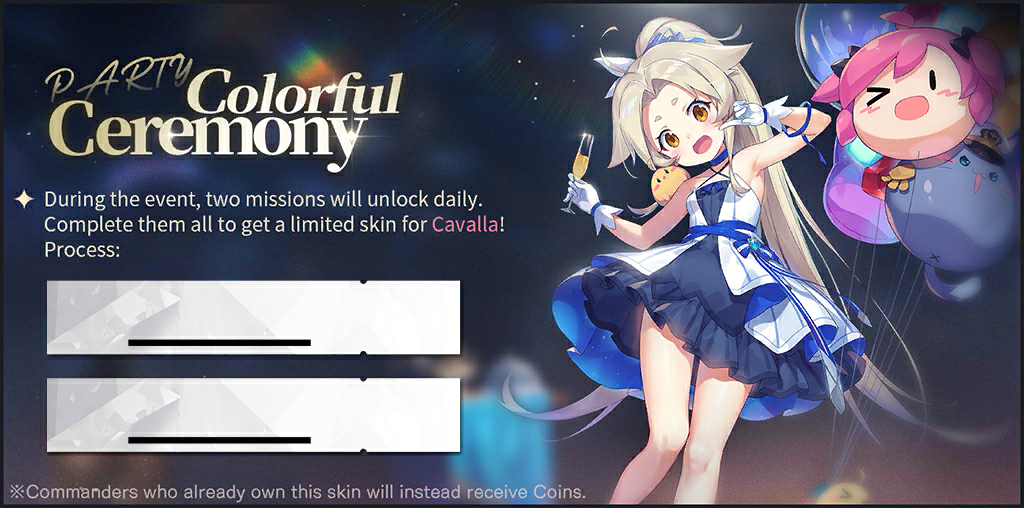 PARTY
Colorful
Ceremony
During the event, two missions will unlock daily.
Complete them all to get a limited skin for Cavalla!
Process:
※Commanders who already own this skin will instead receive Coins.